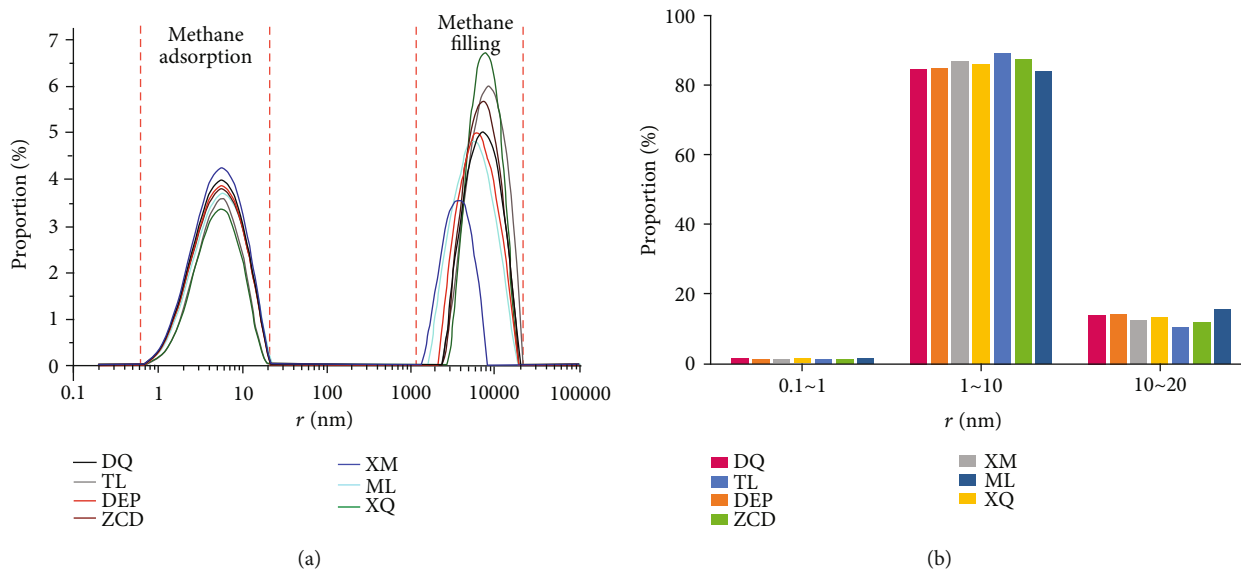 Methane
adsorption
Methane
filling
7
6
5
4
3
2
1
0
Proportion (%)
0.1
1
10
100
1000
10000
100000
r (nm)
DQ
TL
DEP
ZCD
XM
ML
XQ
(a)
100
80
60
40
20
0
Proportion (%)
0.1~1
1~10
10~20
r (nm)
DQ
TL
DEP
ZCD
XM
ML
XQ
(b)